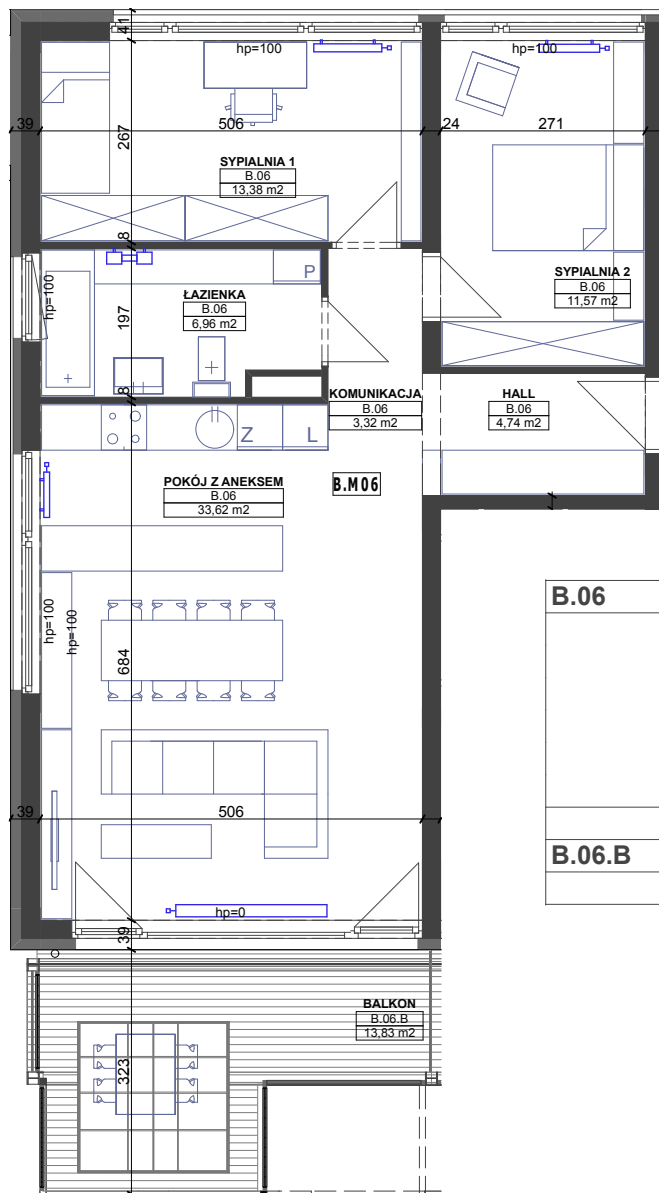 41
hp=100
hp=100
39
506
24
271
267
SYPIALNIA 1
B.06
13,38 m2
8
SYPIALNIA 2
B.06
11,57 m2
P
hp=100
ŁAZIENKA
B.06
6,96 m2
197
8
KOMUNIKACJA
B.06
3,32 m2
HALL
B.06
4,74 m2
Z
L
POKÓJ Z ANEKSEM
B.06
33,62 m2
B.M06
B.06
hp=100
hp=100
684
39
506
B.06.B
hp=0
39
BALKON
B.06.B
13,83 m2
323